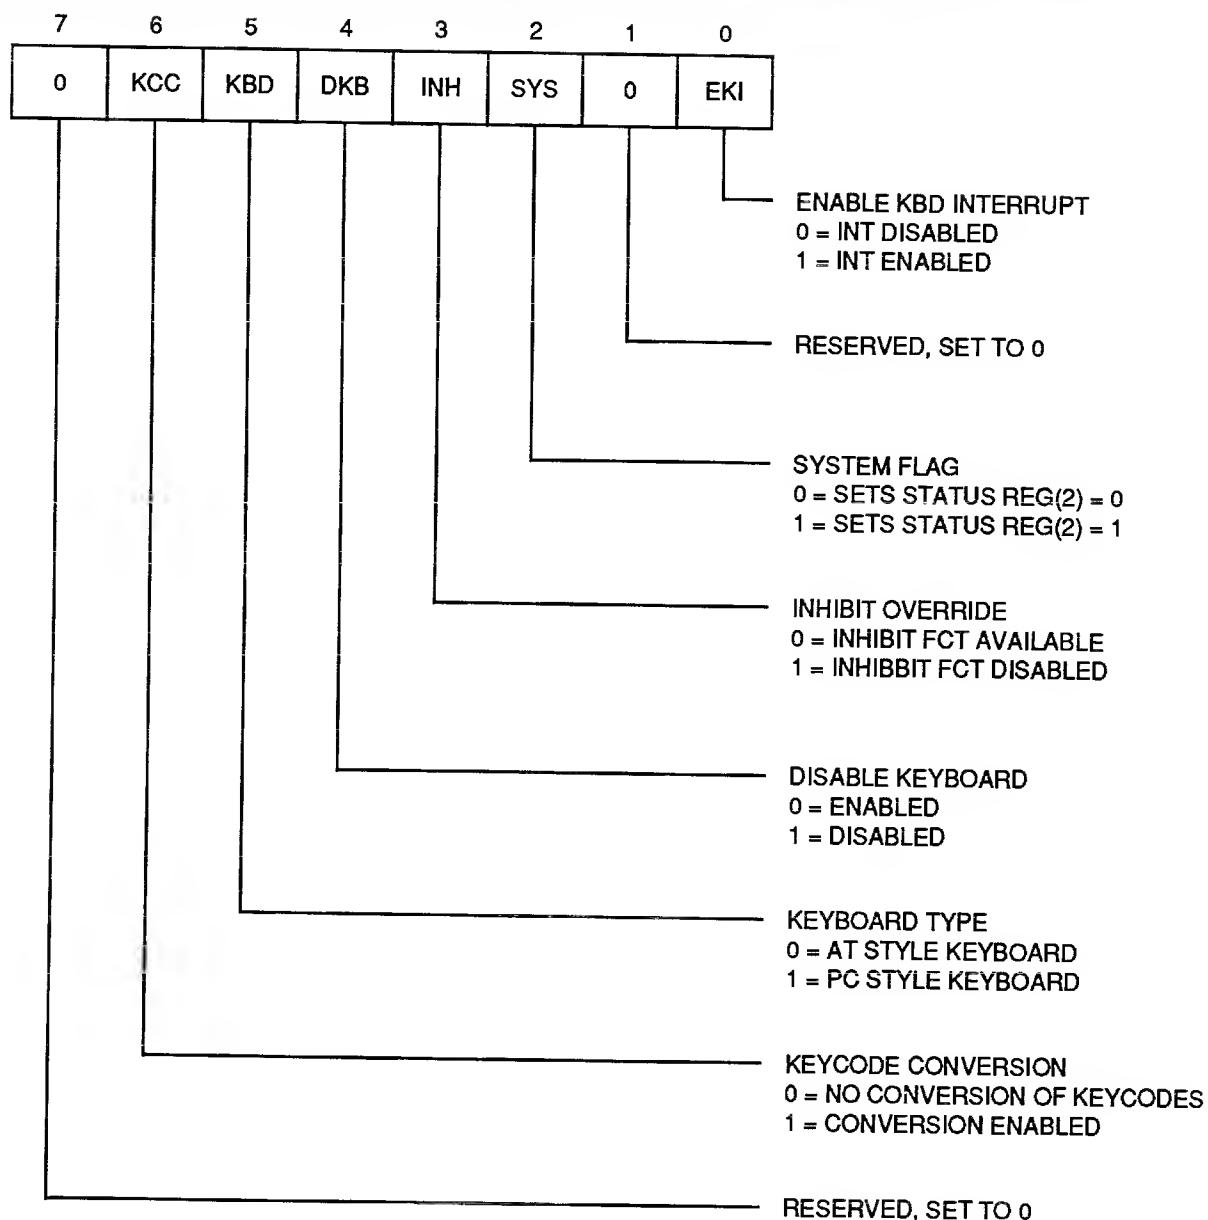 7 6 5 4 3 2 1 0
0 KCC KBD DKB INH SYS 0 EKI
ENABLE KBD INTERRUPT
0 = INT DISABLED
1 = INT ENABLED
RESERVED, SET TO 0
SYSTEM FLAG
0 = SETS STATUS REG(2) = 0
1 = SETS STATUS REG(2) = 1
INHIBIT OVERRIDE
0 = INHIBIT FCT AVAILABLE
1 = INHIBBIT FCT DISABLED
DISABLE KEYBOARD
0 = ENABLED
1 = DISABLED
KEYBOARD TYPE
0 = AT STYLE KEYBOARD
1 = PC STYLE KEYBOARD
KEYCODE CONVERSION
0 = NO CONVERSION OF KEYCODES
1 = CONVERSION ENABLED
RESERVED, SET TO 0